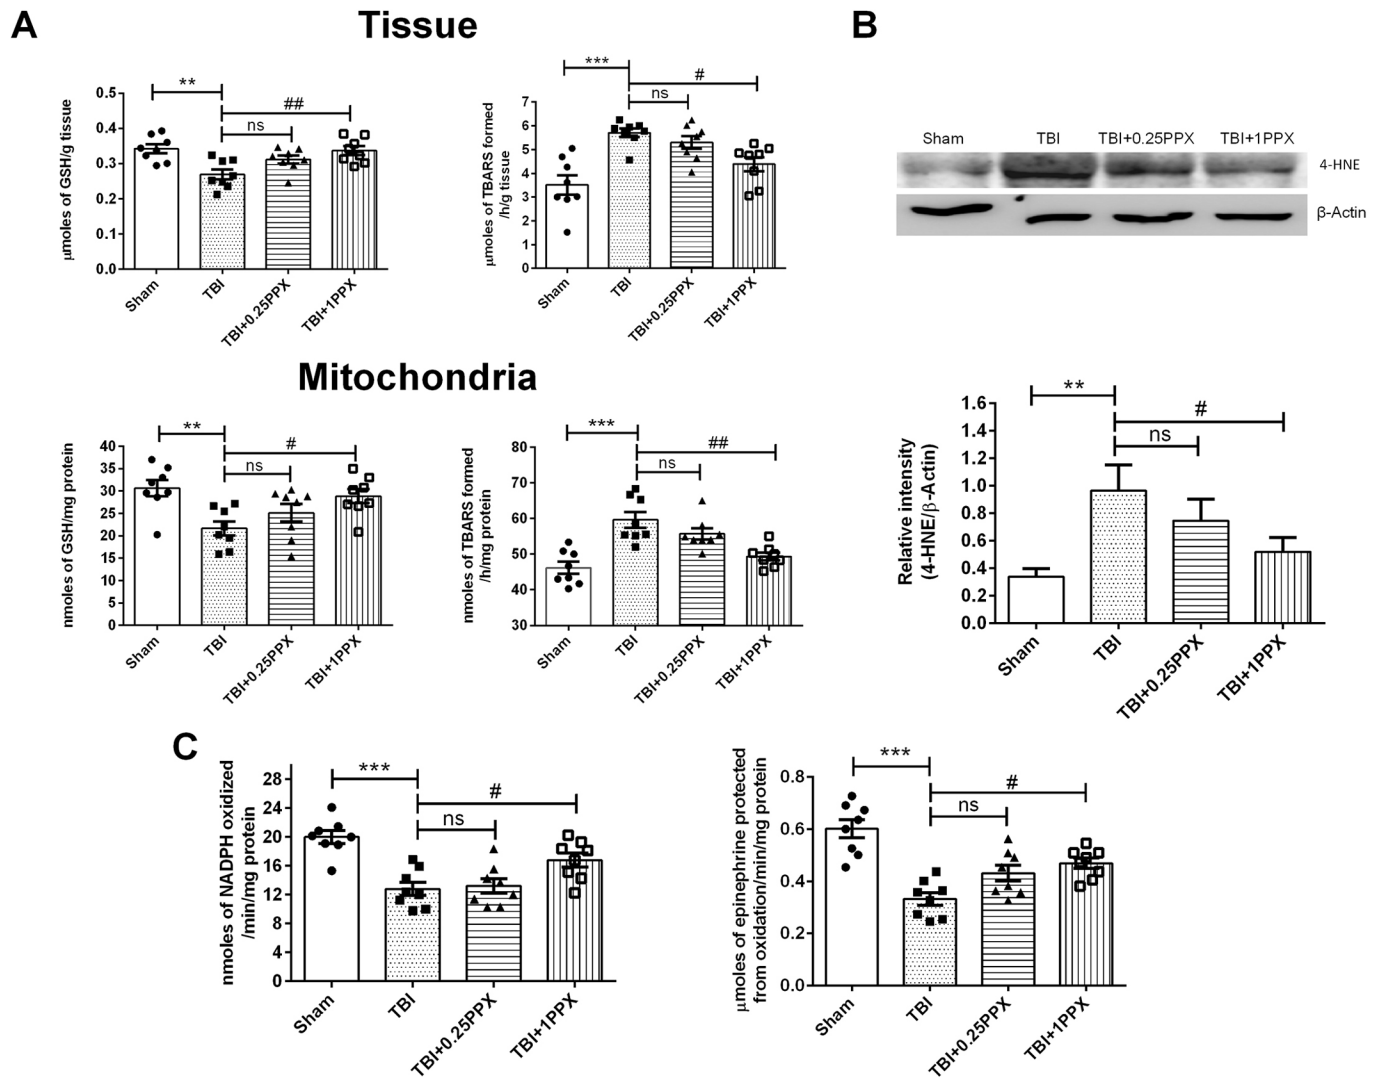 A
Tissue
B
μmoles of GSH/g tissue
0.5
0.4
0.3
0.2
0.1
0.0
**
##
ns
Sham
TBI
TBI+0.25PPX
TBI+1PPX
μmoles of TBARS formed
/h/g tissue
7
6
5
4
3
2
1
0
***
#
ns
Sham
TBI
TBI+0.25PPX
TBI+1PPX
Sham TBI TBI+0.25PPX TBI+1PPX
4-HNE
β-Actin
Mitochondria
nmoles of GSH/mg protein
40
35
30
25
20
15
10
5
0
**
#
ns
Sham
TBI
TBI+0.25PPX
TBI+1PPX
nmoles of TBARS formed
/h/mg protein
80
70
60
50
40
30
***
##
ns
Sham
TBI
TBI+0.25PPX
TBI+1PPX
Relative intensity
(4-HNE/β-Actin)
1.6
1.4
1.2
1.0
0.8
0.6
0.4
0.2
0.0
**
#
ns
Sham
TBI
TBI+0.25PPX
TBI+1PPX
C
nmoles of NADPH oxidized
/min/mg protein
28
24
20
16
12
8
4
0
***
#
ns
Sham
TBI
TBI+0.25PPX
TBI+1PPX
μmoles of epinephrine protected
from oxidation/min/mg protein
0.8
0.6
0.4
0.2
0.0
***
#
ns
Sham
TBI
TBI+0.25PPX
TBI+1PPX